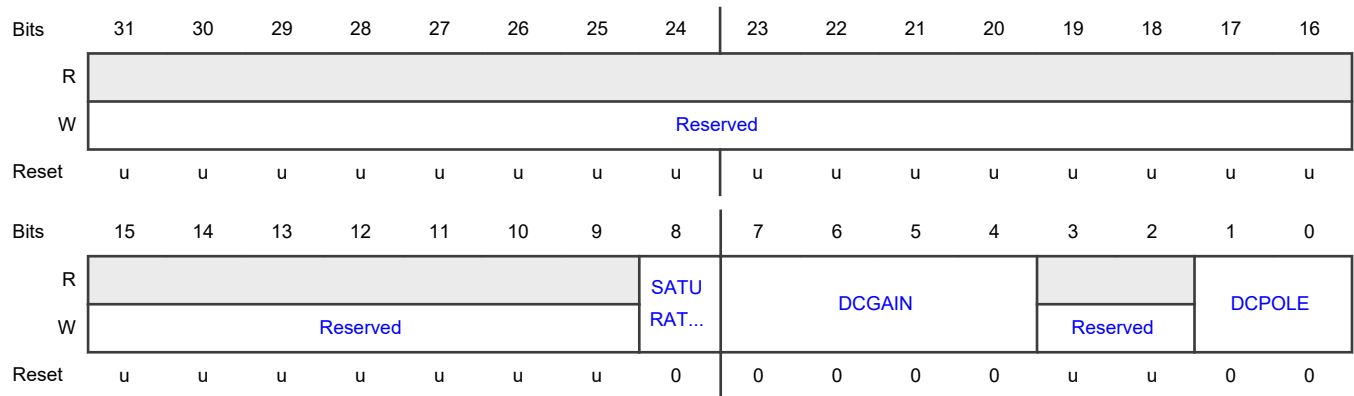 Bits 31 30 29 28 27 26 25 24 23 22 21 20 19 18 17 16
R
W Reserved
Reset u u u u u u u u u u u u u u u u
Bits 15 14 13 12 11 10 9 8 7 6 5 4 3 2 1 0
R SATU DCGAIN DCPOLE
W Reserved RAT... Reserved
Reset u u u u u u u 0 0 0 0 0 u u 0 0